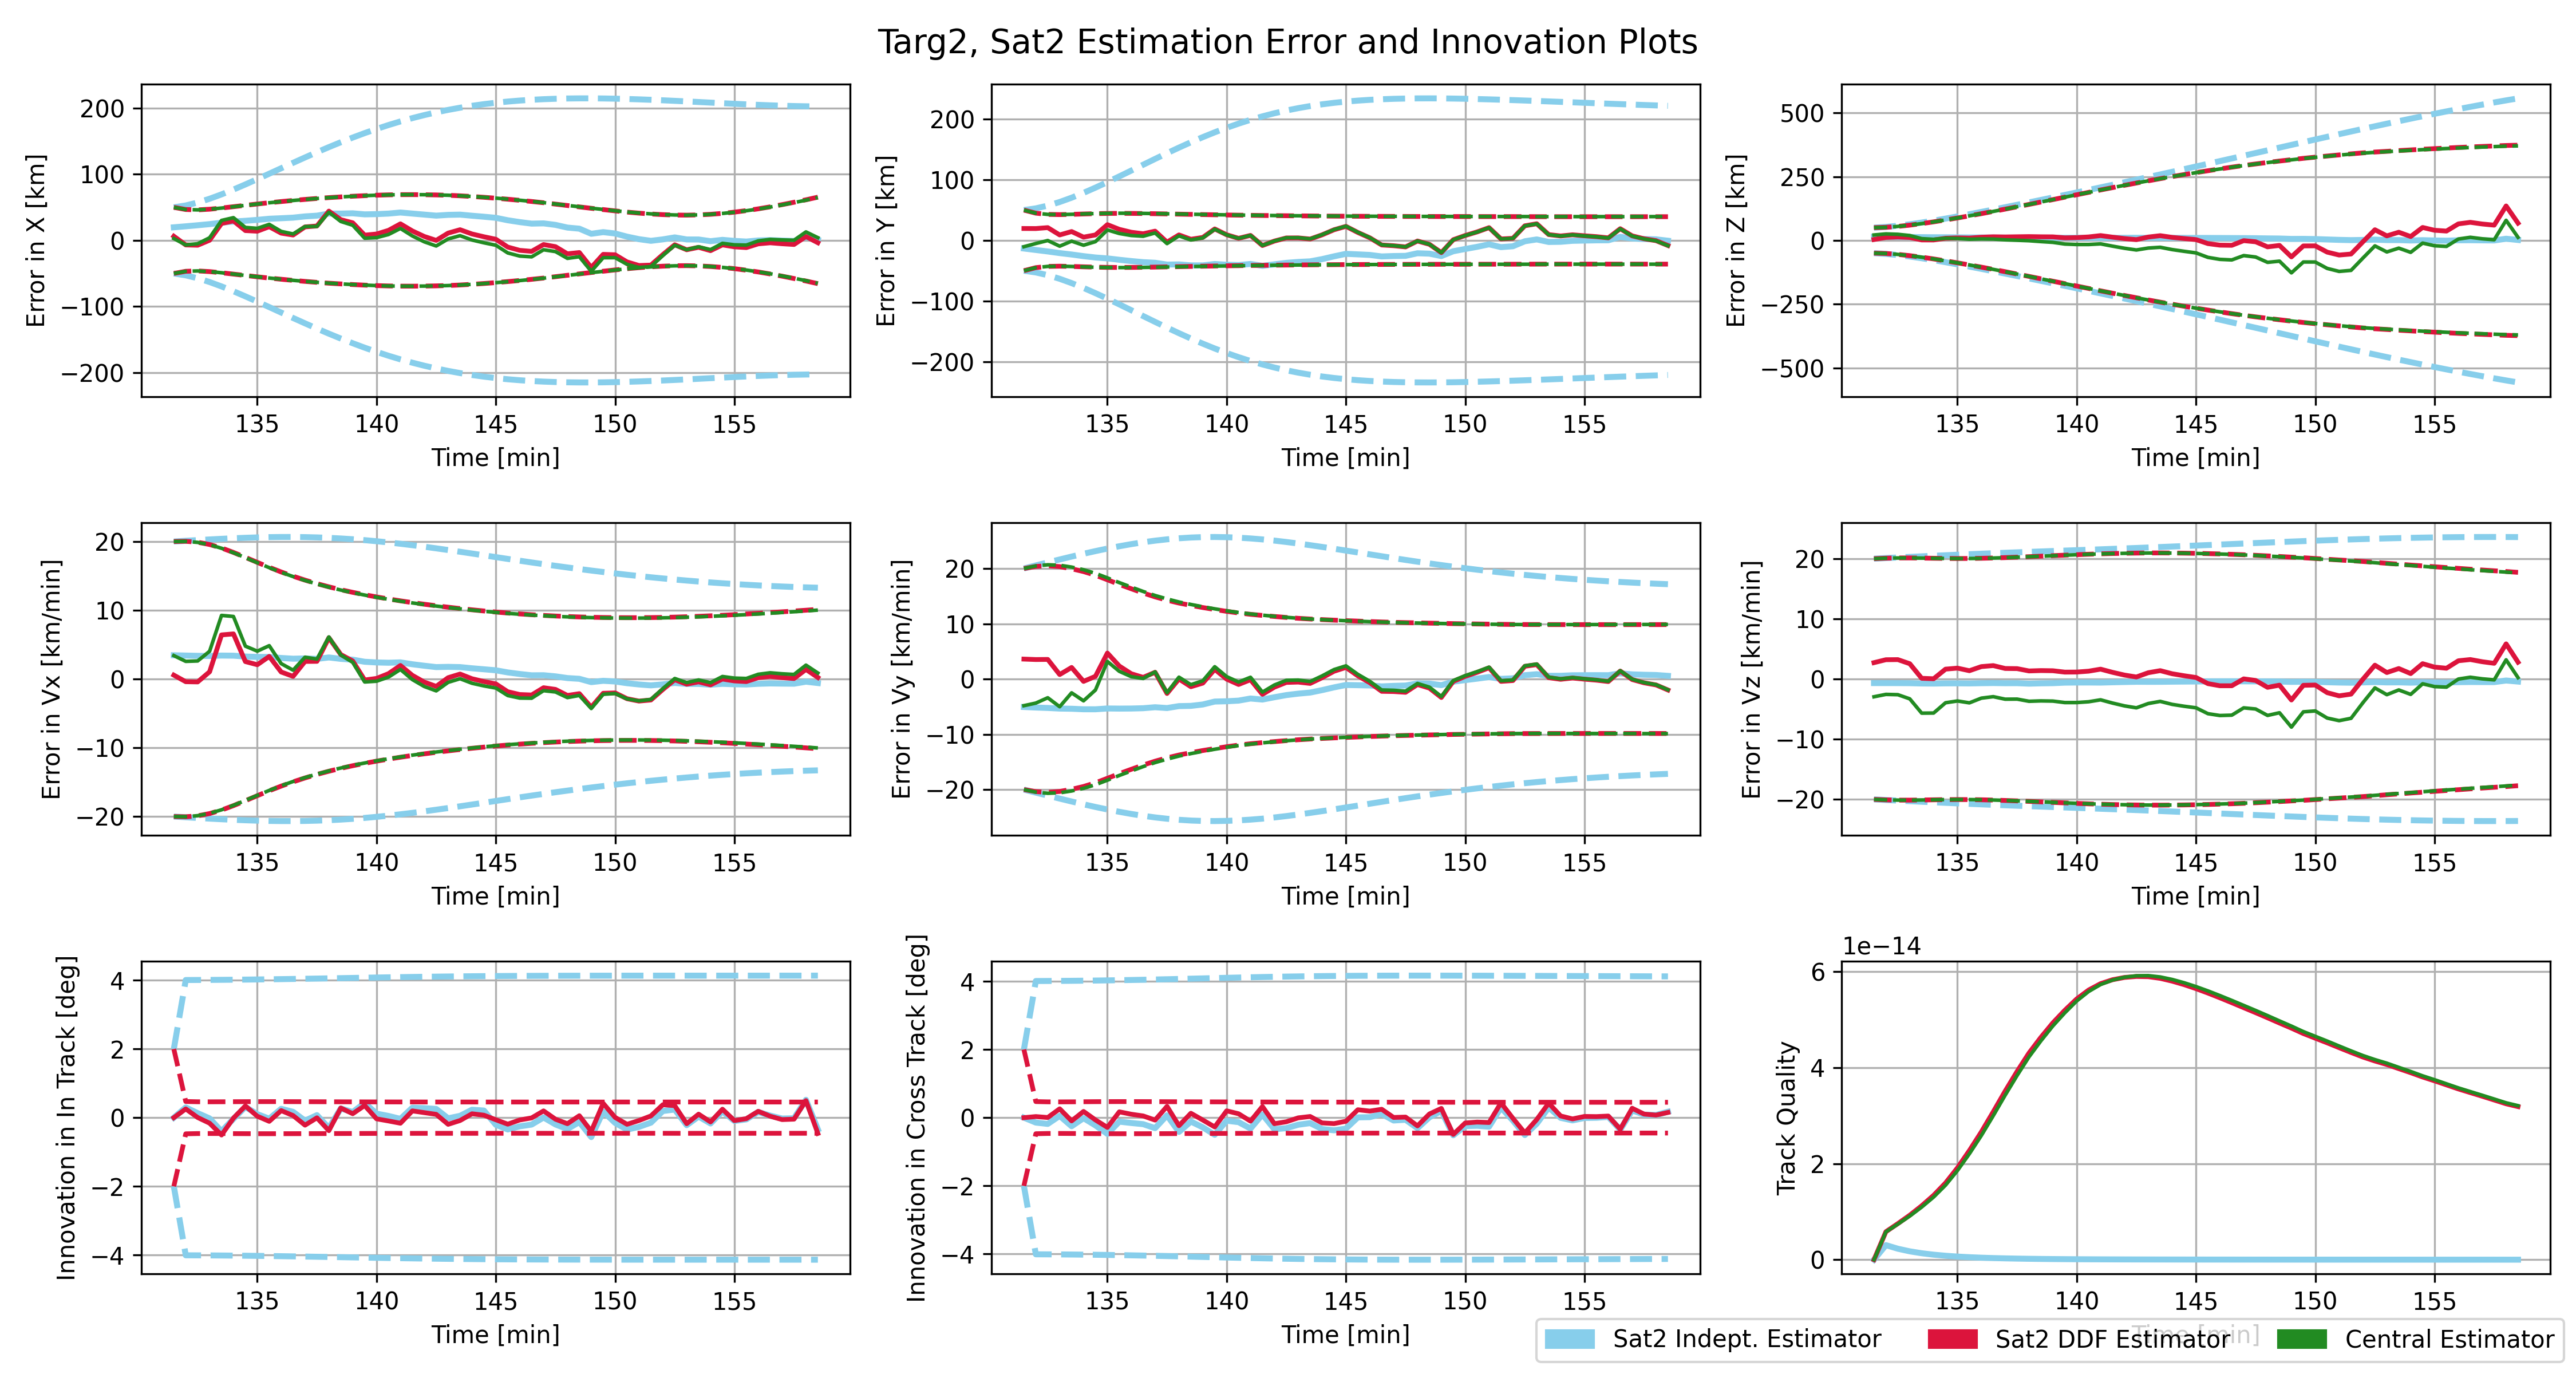 Targ2, Sat2 Estimation Error and Innovation Plots
Error in X [km]
200
100
0
−100
−200
135 140 145 150 155
Time [min]
Error in Y [km]
200
100
0
−100
−200
135 140 145 150 155
Time [min]
Error in Z [km]
500
250
0
−250
−500
135 140 145 150 155
Time [min]
Error in Vx [km/min]
20
10
0
−10
−20
135 140 145 150 155
Time [min]
Error in Vy [km/min]
20
10
0
−10
−20
135 140 145 150 155
Time [min]
Error in Vz [km/min]
20
10
0
−10
−20
135 140 145 150 155
Time [min]
Innovation in In Track [deg]
4
2
0
−2
−4
135 140 145 150 155
Time [min]
Innovation in Cross Track [deg]
4
2
0
−2
−4
135 140 145 150 155
Time [min]
1e−14
Track Quality
6
4
2
0
135 140 145 150 155
Time [min]
Sat2 Indept. Estimator
Sat2 DDF Estimator
Central Estimator